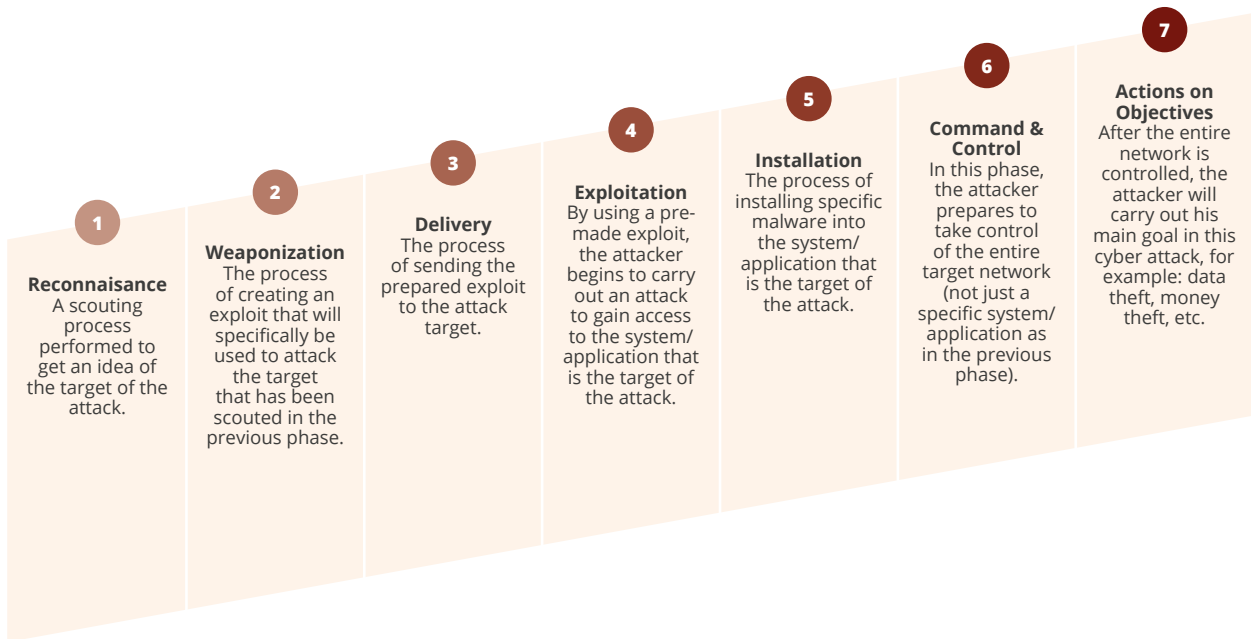 1
Reconnaisance
A scouting
process
performed to
get an idea of
the target of the
attack.
2
Weaponization
The process
of creating an
exploit that will
specifically be
used to attack
the target
that has been
scouted in the
previous phase.
3
Delivery
The process
of sending the
prepared exploit
to the attack
target.
4
Exploitation
By using a pre-
made exploit,
the attacker
begins to carry
out an attack
to gain access
to the system/
application that
is the target of
the attack.
5
Installation
The process of
installing specific
malware into
the system/
application that
is the target of
the attack.
6
Command &
Control
In this phase,
the attacker
prepares to
take control
of the entire
target network
(not just a
specific system/
application as
in the previous
phase).
7
Actions on
Objectives
After the entire
network is
controlled, the
attacker will
carry out his
main goal in this
cyber attack, for
example: data
theft, money
theft, etc.